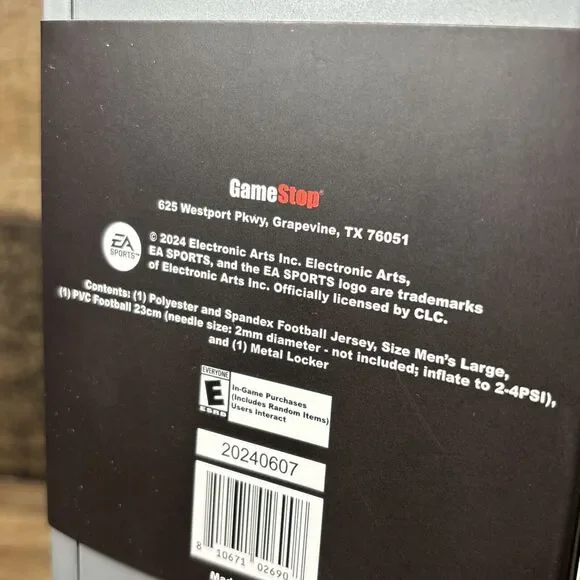 GameStop
625 Westport Pkwy, Grapevine, TX 76051
EA SPORTS™
© 2024 Electronic Arts Inc. Electronic Arts,
EA SPORTS, and the EA SPORTS logo are trademarks
of Electronic Arts Inc. Officially licensed by CLC.
Contents: (1) Polyester and Spandex Football Jersey, Size Men's Large,
(1) PVC Football 23cm (needle size: 2mm diameter - not included; inflate to 2-4PSI),
and (1) Metal Locker
EVERYONE
E
ESRB
In-Game Purchases
(Includes Random Items)
Users Interact
20240607
8 10671 02690